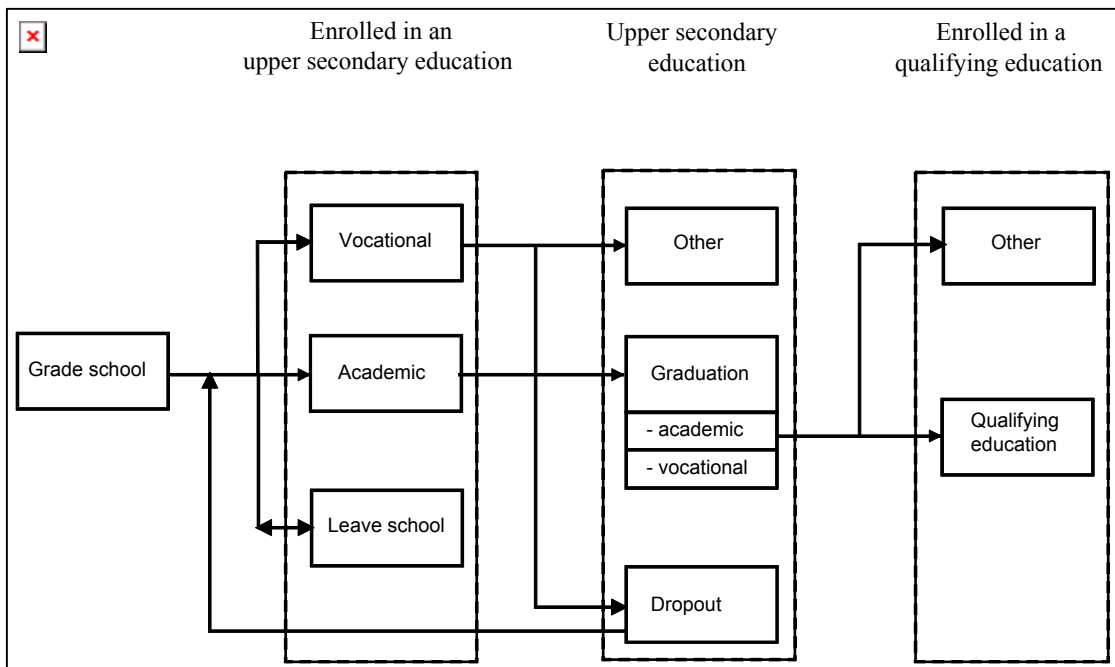 Enrolled in an
upper secondary education
Upper secondary
education
Enrolled in a
qualifying education
Vocational
Other
Other
Grade school
Academic
Graduation
- academic
- vocational
Qualifying
education
Leave school
Dropout